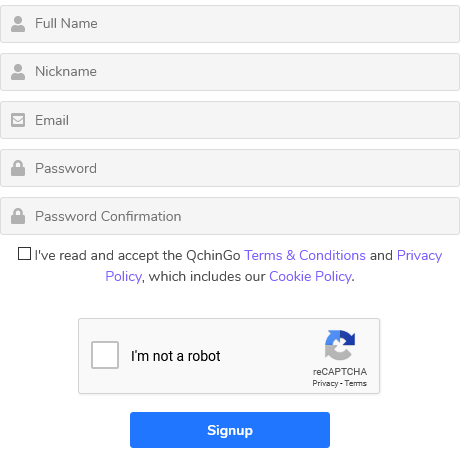 Full Name
Nickname
Email
Password
Password Confirmation
I've read and accept the QchinGo Terms & Conditions and Privacy
Policy, which includes our Cookie Policy.
I'm not a robot
reCAPTCHA
Privacy - Terms
Signup